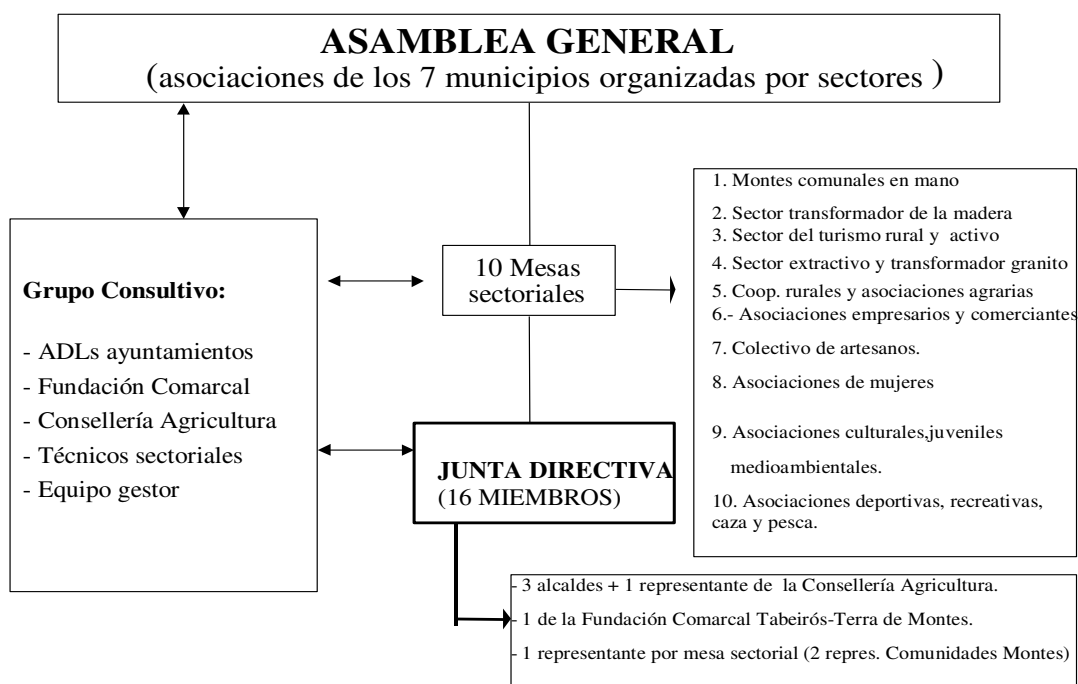 ASAMBLEA GENERAL
(asociaciones de los 7 municipios organizadas por sectores )
Grupo Consultivo:
- ADLs ayuntamientos
- Fundación Comarcal
- Consellería Agricultura
- Técnicos sectoriales
- Equipo gestor
10 Mesas
sectoriales
1. Montes comunales en mano
2. Sector transformador de la madera
3. Sector del turismo rural y activo
4. Sector extractivo y transformador granito
5. Coop. rurales y asociaciones agrarias
6.- Asociaciones empresarios y comerciantes
7. Colectivo de artesanos.
8. Asociaciones de mujeres
9. Asociaciones culturales,juveniles
medioambientales.
10. Asociaciones deportivas, recreativas,
caza y pesca.
JUNTA DIRECTIVA
(16 MIEMBROS)
- 3 alcaldes + 1 representante de la Consellería Agricultura.
- 1 de la Fundación Comarcal Tabeirós-Terra de Montes.
- 1 representante por mesa sectorial (2 repres. Comunidades Montes)